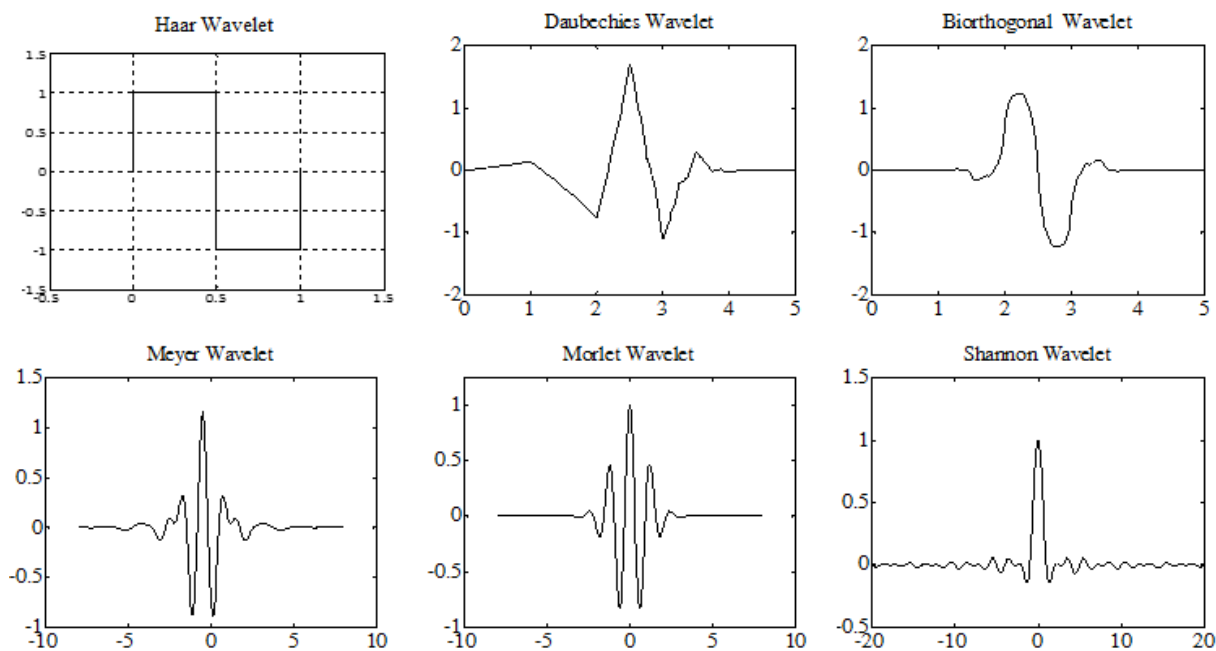 Haar Wavelet
1.5
1
0.5
0
-0.5
-1
-1.5
-0.5 0 0.5 1 1.5
Daubechies Wavelet
2
1
0
-1
-2
0 1 2 3 4 5
Biorthogonal Wavelet
2
1
0
-1
-2
0 1 2 3 4 5
Meyer Wavelet
1.5
1
0.5
0
-0.5
-1
-10 -5 0 5 10
Morlet Wavelet
1
0.5
0
-0.5
-1
-10 -5 0 5 10
Shannon Wavelet
1.5
1
0.5
0
-0.5
-20 -10 0 10 20